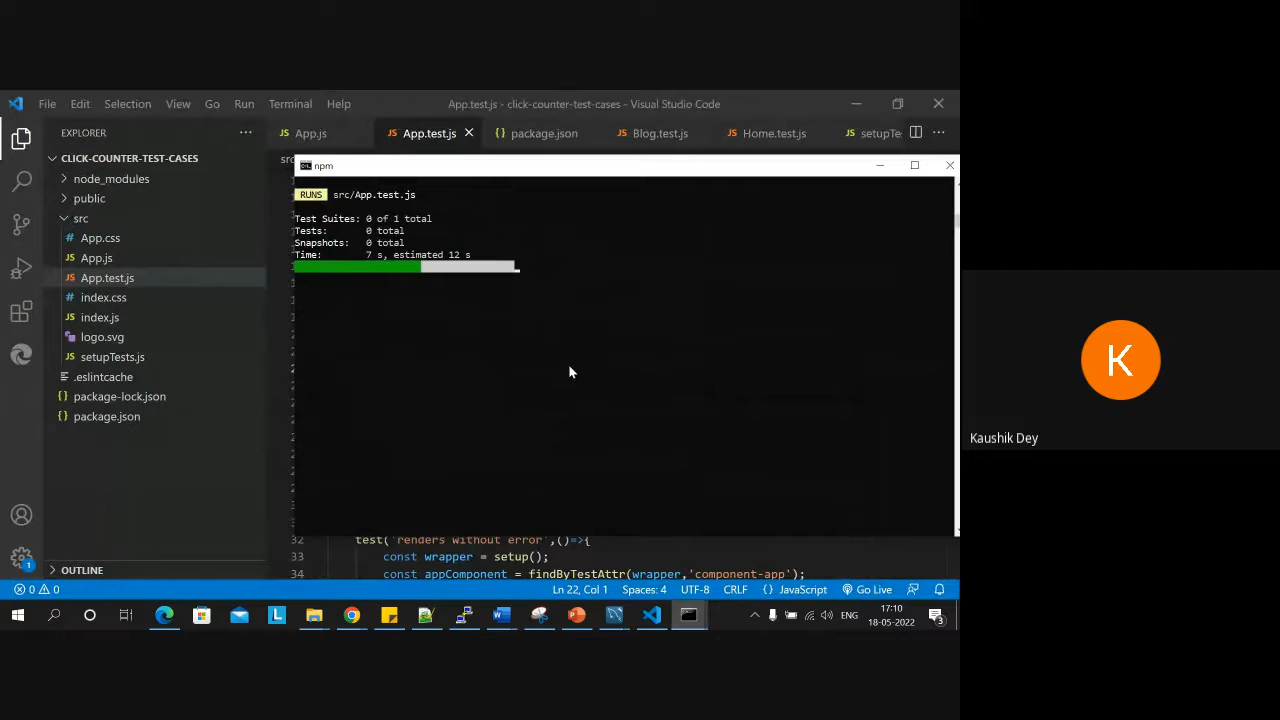 File Edit Selection View Go Run Terminal Help
App.test.js - click-counter-test-cases - Visual Studio Code
EXPLORER
App.js
App.test.js
package.json
Blog.test.js
Home.test.js
setupTe
CLICK-COUNTER-TEST-CASES
node_modules
public
src
App.css
App.js
App.test.js
index.css
index.js
logo.svg
setupTests.js
.eslintcache
package-lock.json
package.json
OUTLINE
npm
RUNS src/App.test.js
Test Suites: 0 of 1 total
Tests: 0 total
Snapshots: 0 total
Time: 7 s, estimated 12 s
32 test('renders without error',()=>{
33 const wrapper = setup();
34 const appComponent = findByTestAttr(wrapper,'component-app');
0 0 Ln 22, Col 1 Spaces: 4 UTF-8 CRLF {} JavaScript Go Live
ENG
17:10
18-05-2022
3
K
Kaushik Dey